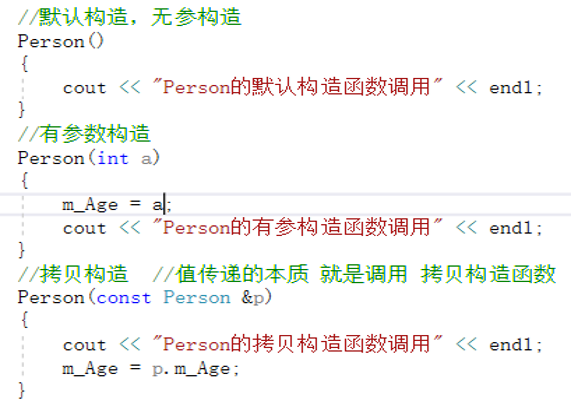 //默认构造，无参构造
Person()
{
    cout << "Person的默认构造函数调用" << endl;
}
//有参数构造
Person(int a)
{
    m_Age = a;
    cout << "Person的有参构造函数调用" << endl;
}
//拷贝构造  //值传递的本质 就是调用 拷贝构造函数
Person(const Person &p)
{
    cout << "Person的拷贝构造函数调用" << endl;
    m_Age = p.m_Age;
}